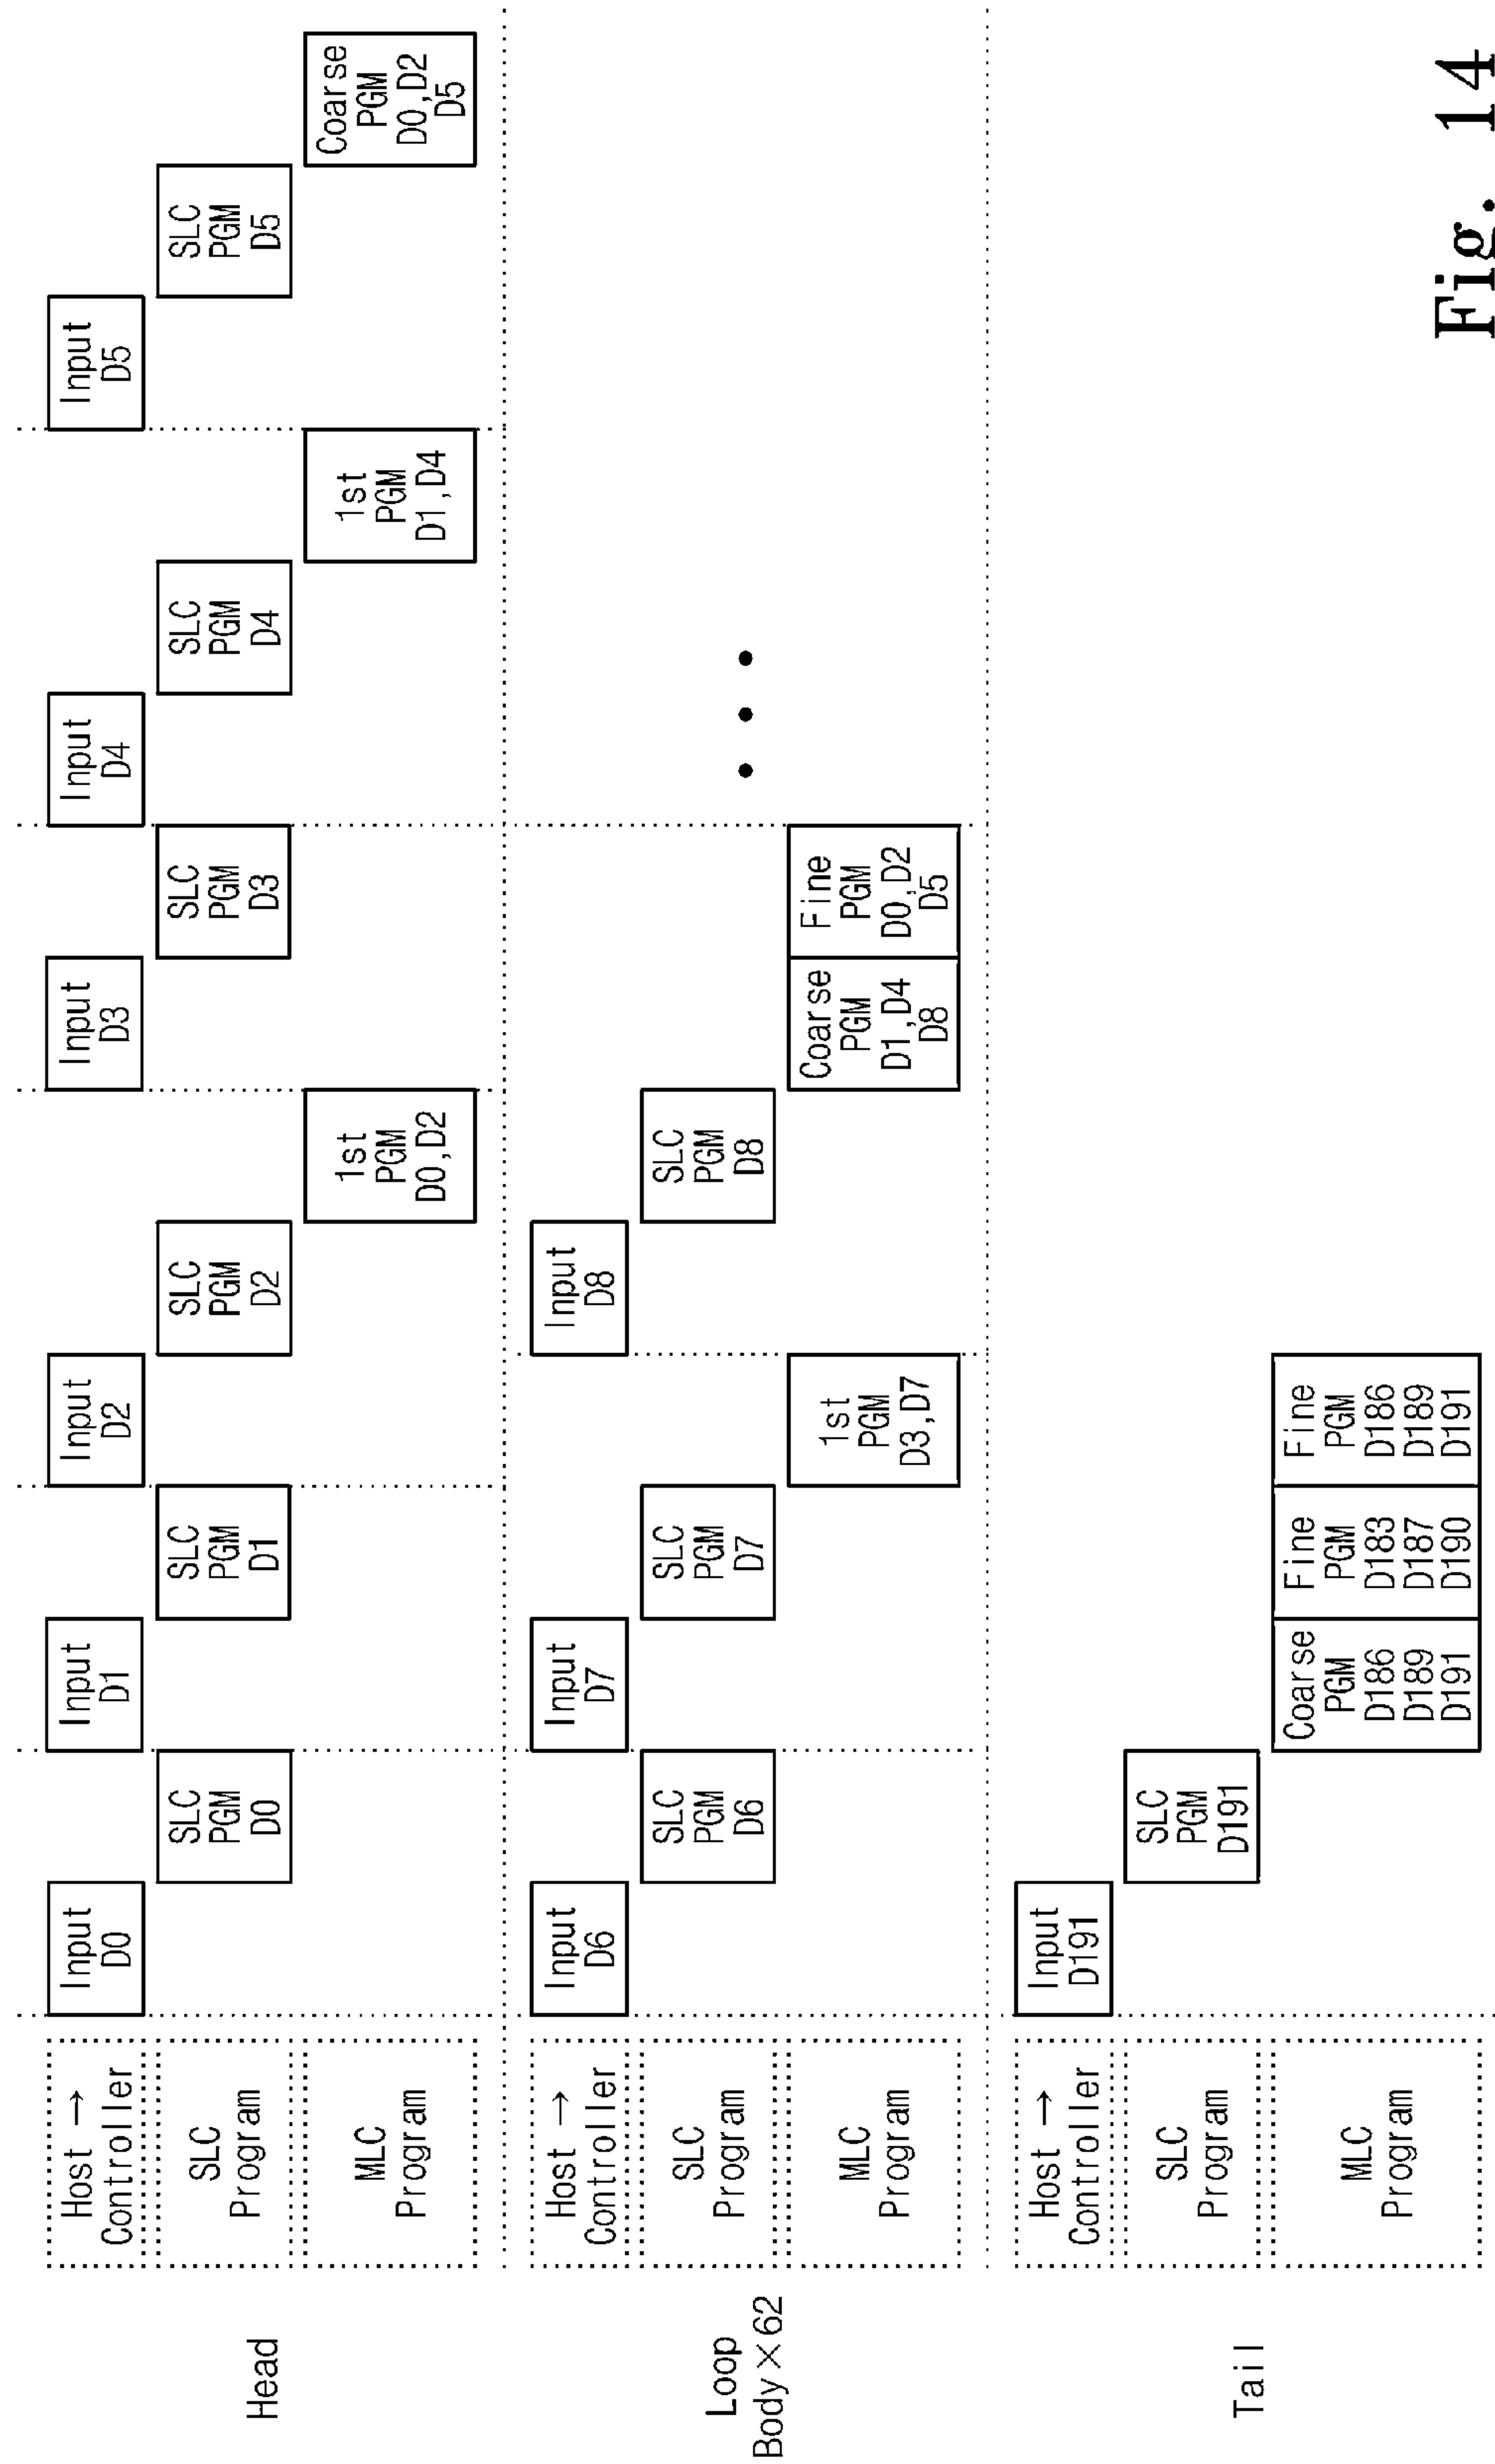 Head
Host →
Controller
Input
D0
Input
D1
Input
D2
Input
D3
Input
D4
Input
D5
SLC
Program
SLC
PGM
D0
SLC
PGM
D1
SLC
PGM
D2
SLC
PGM
D3
SLC
PGM
D4
SLC
PGM
D5
MLC
Program
1st
PGM
D0,D2
1st
PGM
D1,D4
Coarse
PGM
D0,D2
D5
Loop
Body×62
Host →
Controller
Input
D6
Input
D7
Input
D8
SLC
Program
SLC
PGM
D6
SLC
PGM
D7
SLC
PGM
D8
MLC
Program
1st
PGM
D3,D7
Coarse
PGM
D1,D4
D8
Fine
PGM
D0,D2
D5
Tail
Host →
Controller
Input
D191
SLC
Program
SLC
PGM
D191
MLC
Program
Coarse
PGM
D186
D189
D191
Fine
PGM
D183
D187
D190
Fine
PGM
D186
D189
D191
Fig. 14